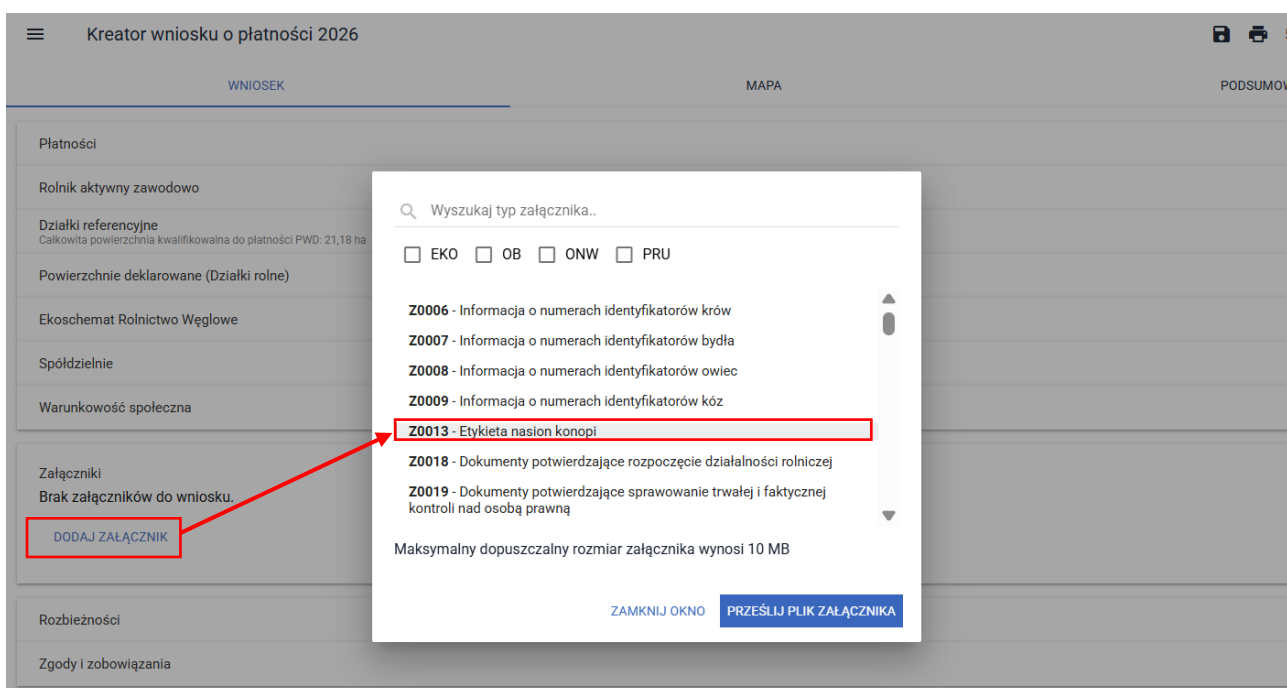 Kreator wniosku o płatności 2026
WNIOSEK
MAPA
Płatności
Rolnik aktywny zawodowo
Działki referencyjne
Całkowita powierzchnia kwalifikowalna do płatności PWD: 21,18 ha
Powierzchnie deklarowane (Działki rolne)
Ekoschemat Rolnictwo Węglowe
Spółdzielnie
Warunkowość społeczna
Załączniki
Brak załączników do wniosku.
DODAJ ZAŁĄCZNIK
Rozbieżności
Zgody i zobowiązania
Wyszukaj typ załącznika..
EKO OB ONW PRU
Z0006 - Informacja o numerach identyfikatorów krów
Z0007 - Informacja o numerach identyfikatorów bydła
Z0008 - Informacja o numerach identyfikatorów owiec
Z0009 - Informacja o numerach identyfikatorów kóz
Z0013 - Etykieta nasion konopi
Z0018 - Dokumenty potwierdzające rozpoczęcie działalności rolniczej
Z0019 - Dokumenty potwierdzające sprawowanie trwałej i faktycznej
kontroli nad osobą prawną
Maksymalny dopuszczalny rozmiar załącznika wynosi 10 MB
ZAMKNIJ OKNO
PRZEŚLIJ PLIK ZAŁĄCZNIKA